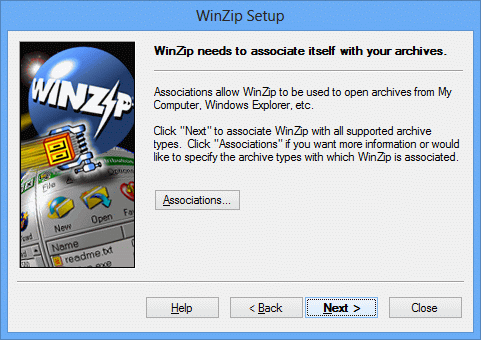 WinZip Setup
WinZip needs to associate itself with your archives.
Associations allow WinZip to be used to open archives from My
Computer, Windows Explorer, etc.
Click "Next" to associate WinZip with all supported archive
types. Click "Associations" if you want more information or would
like to specify the archive types with which WinZip is associated.
Associations...
WINZIP
File
Options
New
Open
Name
readme.txt
.exe
Help
< Back
Next >
Close